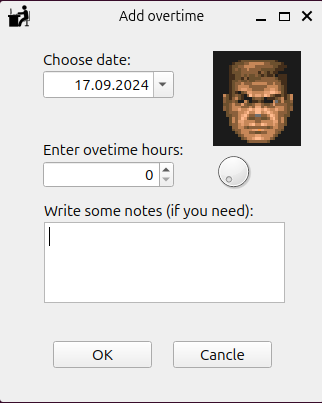 Add overtime
Choose date:
17.09.2024
Enter ovetime hours:
0
Write some notes (if you need):
OK
Cancle